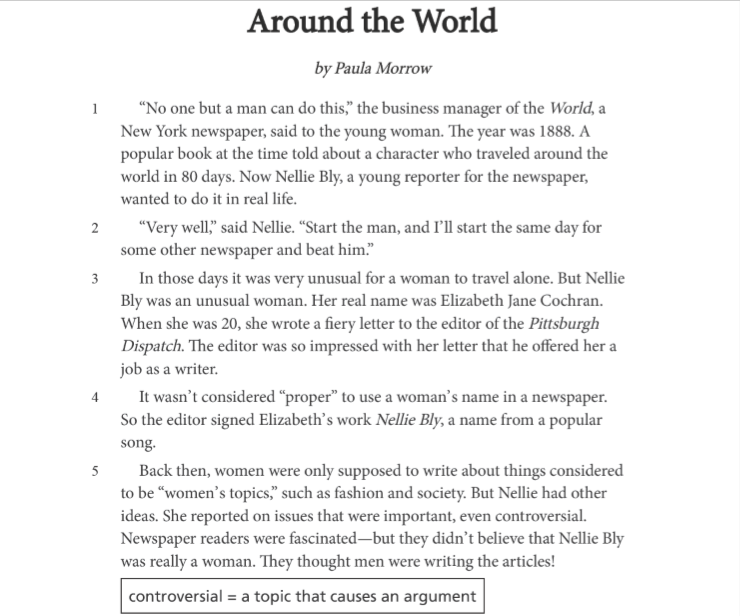 Around the World
by Paula Morrow
1 “No one but a man can do this,” the business manager of the World, a
New York newspaper, said to the young woman. The year was 1888. A
popular book at the time told about a character who traveled around the
world in 80 days. Now Nellie Bly, a young reporter for the newspaper,
wanted to do it in real life.
2 “Very well,” said Nellie. “Start the man, and I’ll start the same day for
some other newspaper and beat him.”
3 In those days it was very unusual for a woman to travel alone. But Nellie
Bly was an unusual woman. Her real name was Elizabeth Jane Cochran.
When she was 20, she wrote a fiery letter to the editor of the Pittsburgh
Dispatch. The editor was so impressed with her letter that he offered her a
job as a writer.
4 It wasn’t considered “proper” to use a woman’s name in a newspaper.
So the editor signed Elizabeth’s work Nellie Bly, a name from a popular
song.
5 Back then, women were only supposed to write about things considered
to be “women’s topics,” such as fashion and society. But Nellie had other
ideas. She reported on issues that were important, even controversial.
Newspaper readers were fascinated—but they didn’t believe that Nellie Bly
was really a woman. They thought men were writing the articles!
controversial = a topic that causes an argument